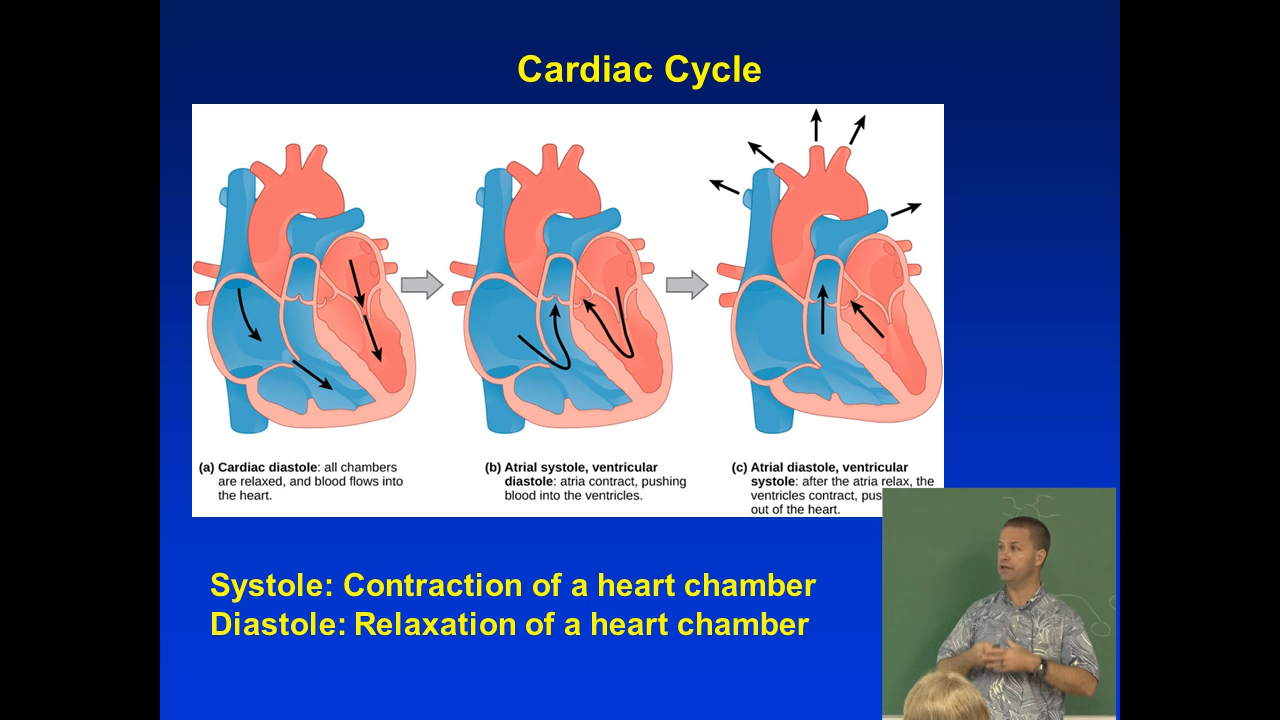 Cardiac Cycle
(a) Cardiac diastole: all chambers
are relaxed, and blood flows into
the heart.
(b) Atrial systole, ventricular
diastole: atria contract, pushing
blood into the ventricles.
(c) Atrial diastole, ventricular
systole: after the atria relax, the
ventricles contract,
out of the heart.
Systole: Contraction of a heart chamber
Diastole: Relaxation of a heart chamber